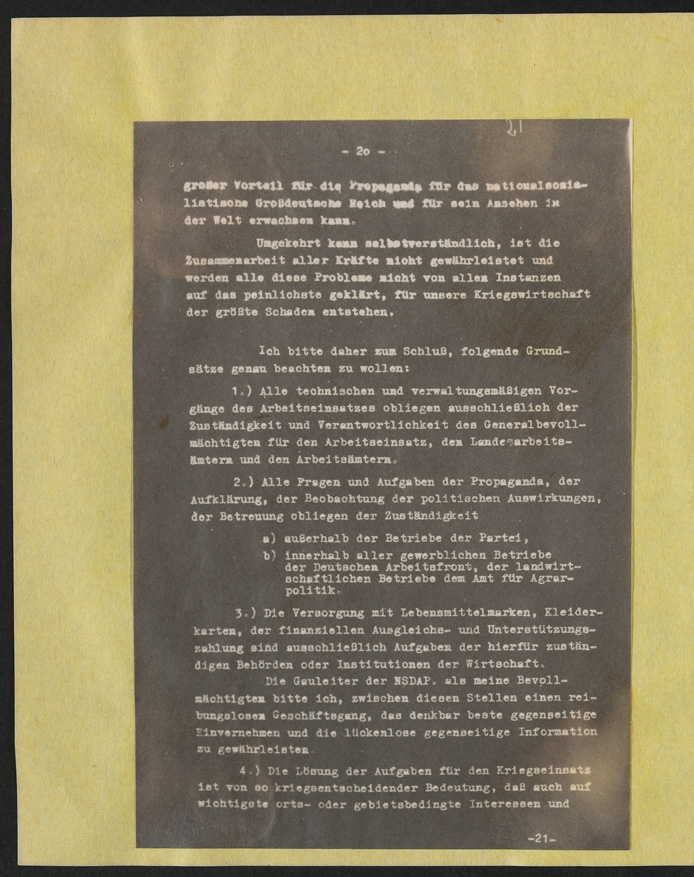 21
- 2o -
großer Vorteil für die Propaganda für das nationalsozia-
listische Großdeutsche Reich und für sein Ansehen in
der Welt erwachsen kann.
Umgekehrt kann selbstverständlich, ist die
Zusammenarbeit aller Kräfte nicht gewährleistet und
werden alle diese Probleme nicht von allen Instanzen
auf das peinlichste geklärt, für unsere Kriegswirtschaft
der größte Schaden entstehen.
Ich bitte daher zum Schluß, folgende Grund-
sätze genau beachten zu wollen:
1.) Alle technischen und verwaltungsmäßigen Vor-
gänge des Arbeitseinsatzes obliegen ausschließlich der
Zuständigkeit und Verantwortlichkeit des Generalbevoll-
mächtigten für den Arbeitseinsatz, den Landesarbeits-
ämtern und den Arbeitsämtern.
2.) Alle Fragen und Aufgaben der Propaganda, der
Aufklärung, der Beobachtung der politischen Auswirkungen,
der Betreuung obliegen der Zuständigkeit
a) außerhalb der Betriebe der Partei,
b) innerhalb aller gewerblichen Betriebe
der Deutschen Arbeitsfront, der landwirt-
schaftlichen Betriebe dem Amt für Agrar-
politik.
3.) Die Versorgung mit Lebensmittelmarken, Kleider-
karten, der finanziellen Ausgleichs- und Unterstützungs-
zahlung sind ausschließlich Aufgaben der hierfür zustän-
digen Behörden oder Institutionen der Wirtschaft.
Die Gauleiter der NSDAP. als meine Bevoll-
mächtigten bitte ich, zwischen diesen Stellen einen rei-
bungslosen Geschäftsgang, das denkbar beste gegenseitige
Einvernehmen und die lückenlose gegenseitige Information
zu gewährleisten.
4.) Die Lösung der Aufgaben für den Kriegseinsatz
ist von so kriegsentscheidender Bedeutung, daß auch auf
wichtigste orts- oder gebietsbedingte Interessen und
-21-